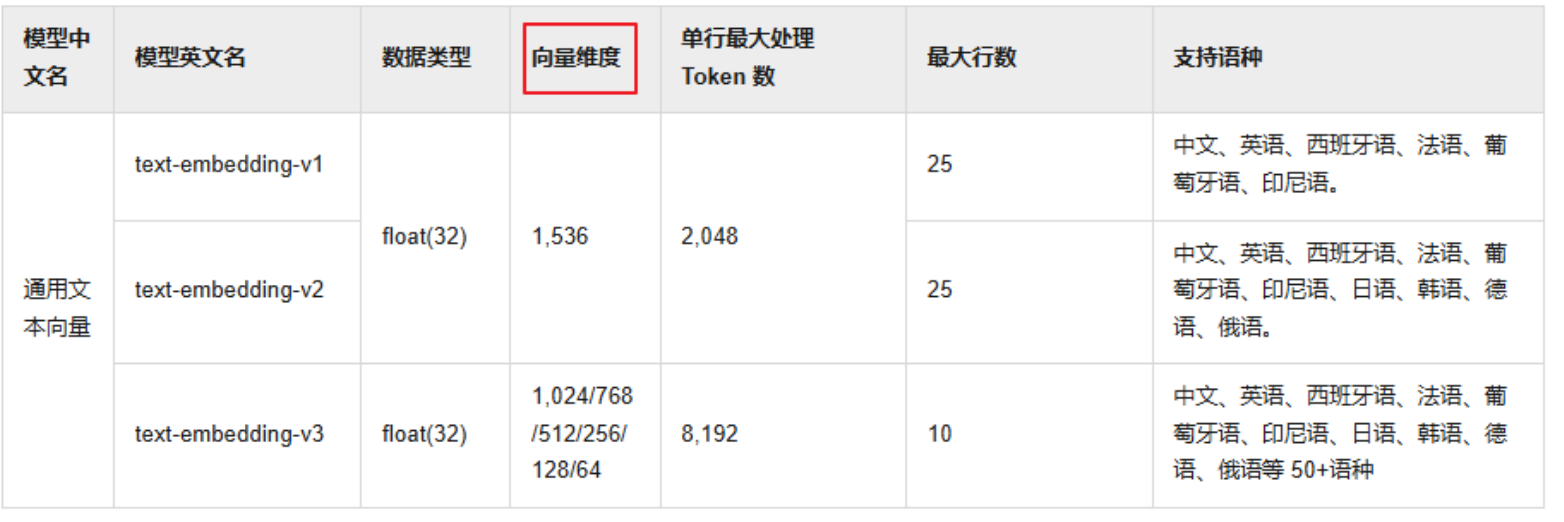 模型中
文名
模型英文名
数据类型
向量维度
单行最大处理
Token 数
最大行数
支持语种
通用文
本向量
text-embedding-v1
float(32)
1,536
2,048
25
中文、英语、西班牙语、法语、葡
萄牙语、印尼语。
text-embedding-v2
25
中文、英语、西班牙语、法语、葡
萄牙语、印尼语、日语、韩语、德
语、俄语。
text-embedding-v3
float(32)
1,024/768
/512/256/
128/64
8,192
10
中文、英语、西班牙语、法语、葡
萄牙语、印尼语、日语、韩语、德
语、俄语等 50+语种